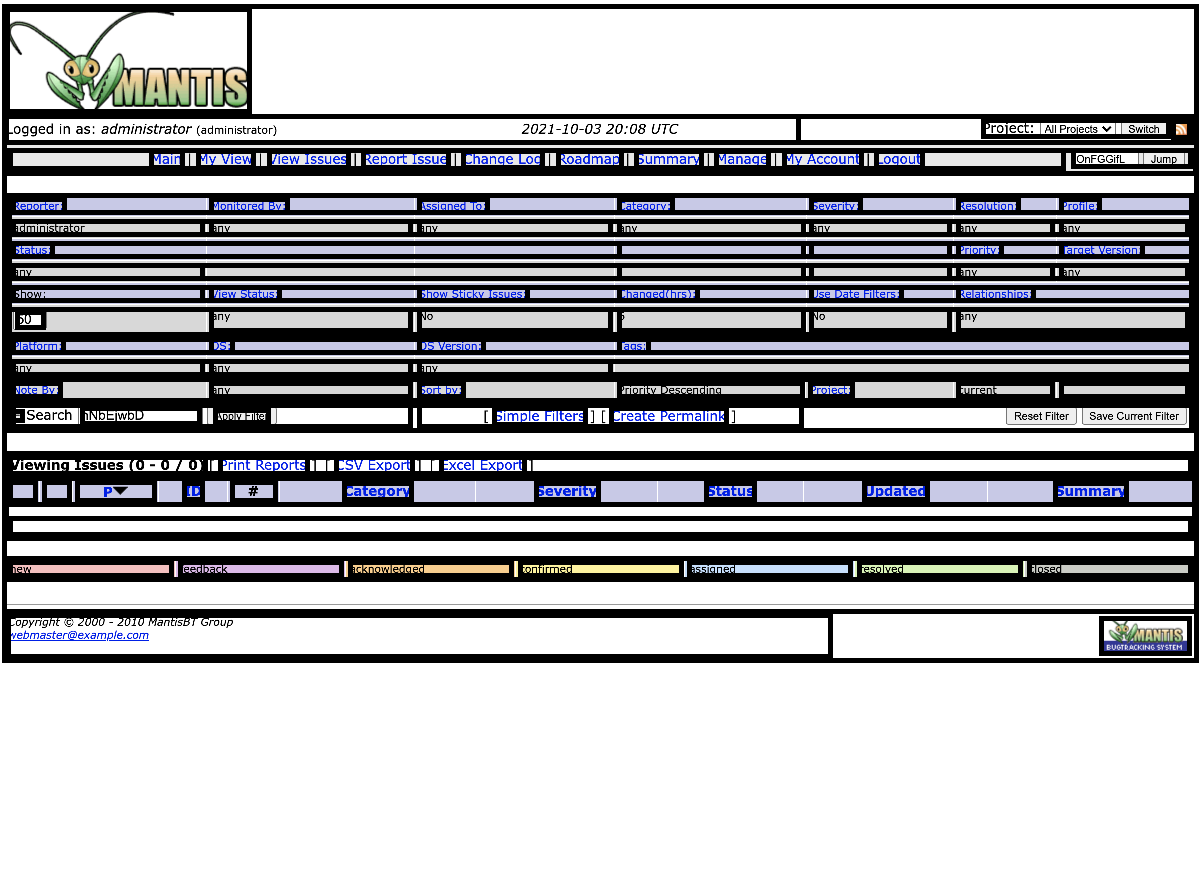 MANTIS
Logged in as: administrator (administrator) 2021-10-03 20:08 UTC Project: All Projects Switch
Main | My View | View Issues | Report Issue | Change Log | Roadmap | Summary | Manage | My Account | Logout OnFGGifL Jump
Reporter: Monitored By: Assigned To: Category: Severity: Resolution: Profile:
administrator any any any any any any
Status: Priority: Target Version:
any any any
Show: View Status: Show Sticky Issues: Changed(hrs): Use Date Filters: Relationships:
50 any No 6 No any
Platform: OS: OS Version: Tags:
any any any
Note By: any Sort by: Priority Descending Project: current
Search nNbEjwbD Apply Filter [ Simple Filters ] [ Create Permalink ] Reset Filter Save Current Filter
Viewing Issues (0 - 0 / 0) [ Print Reports ] [ CSV Export ] [ Excel Export ]
P ID # Category Severity Status Updated Summary
new feedback acknowledged confirmed assigned resolved closed
Copyright © 2000 - 2010 MantisBT Group
webmaster@example.com
MANTIS
BUGTRACKING SYSTEM